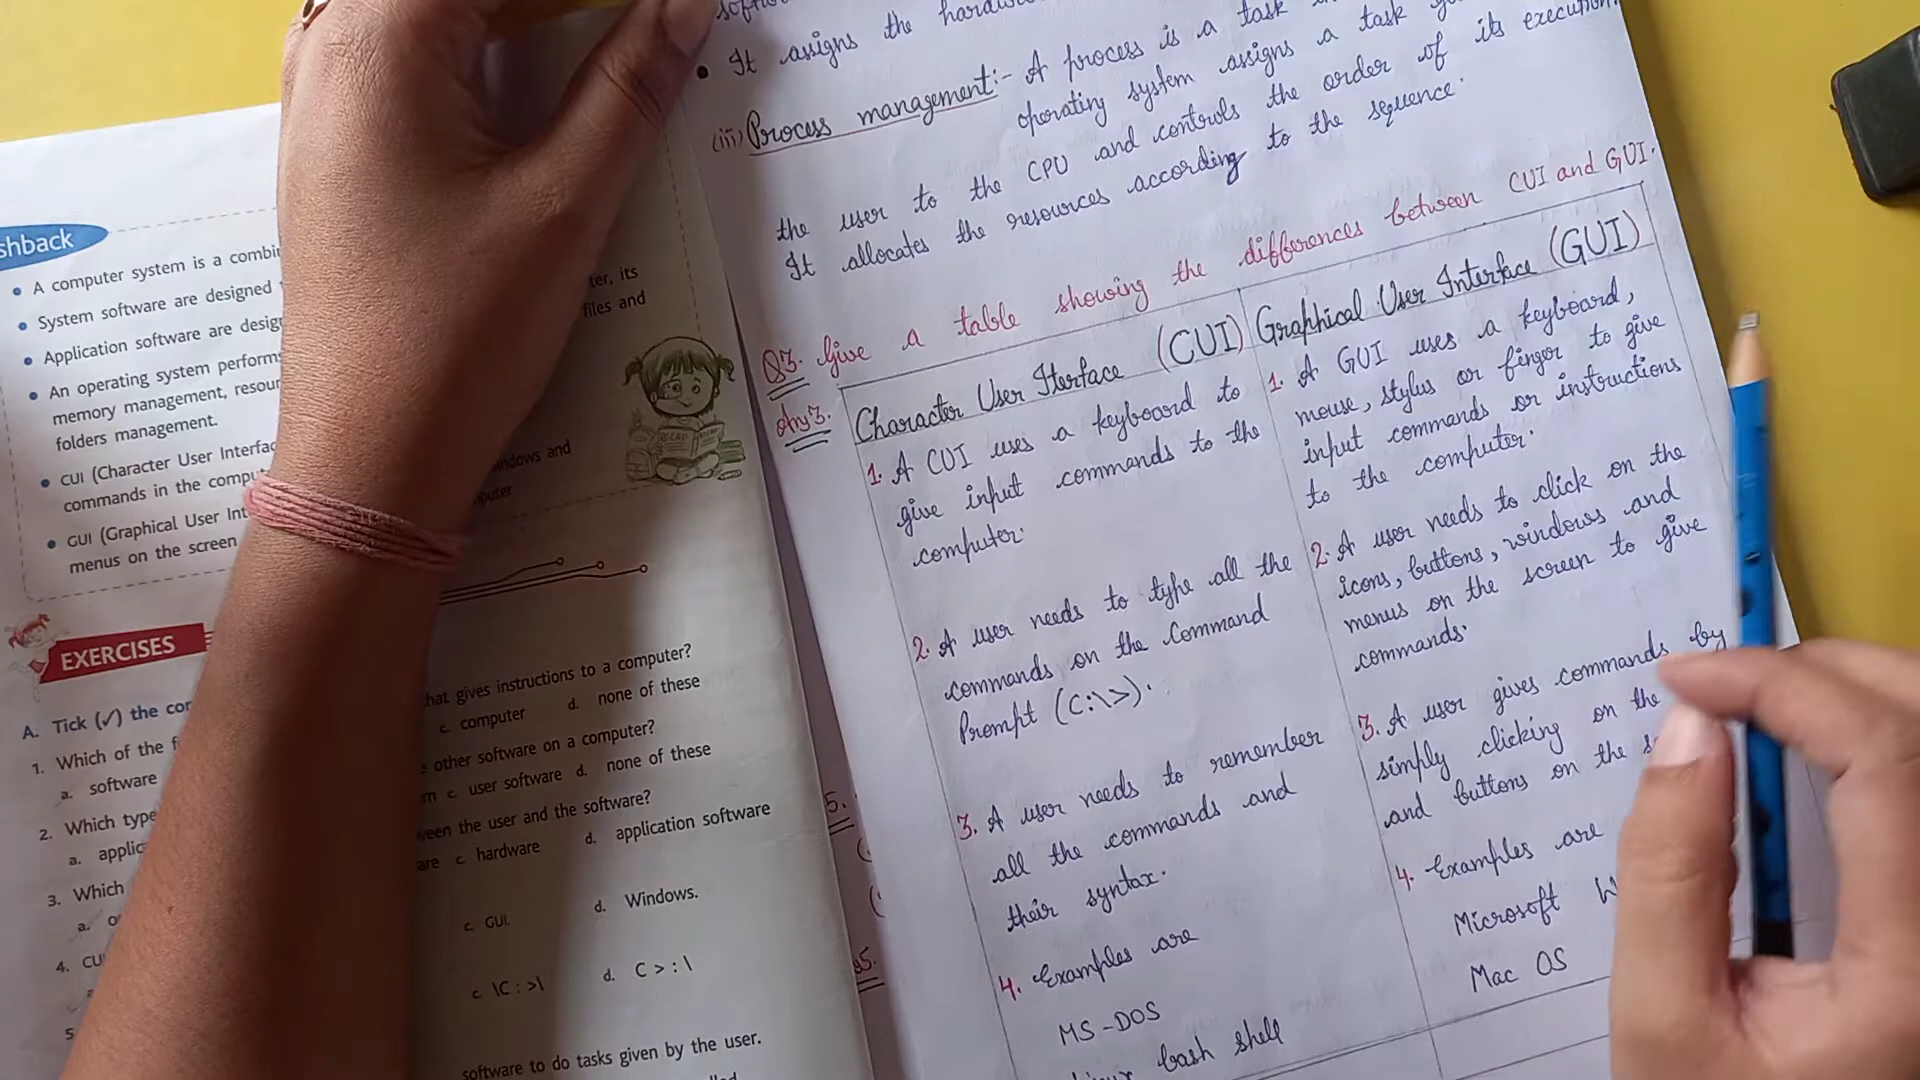 shback
A computer system is a combi
System software are designed
Application software are desig
An operating system perform
memory management, resour
folders management.
CUI (Character User Interfac
commands in the compu
GUI (Graphical User Int
menus on the screen
ter, its
files and
indows and
puter
EXERCISES
A. Tick (✓) the cor
1. Which of the f
hat gives instructions to a computer?
a. software
c. computer d. none of these
2. Which type
other software on a computer?
a. applic
m c. user software d. none of these
3. Which
ween the user and the software?
a. o
are c. hardware d. application software
4. CU
c. GUI. d. Windows.
5
c. \C : >\ d. C > : \
software to do tasks given by the user.
It assigns the
(iii) Process management:- A process is a task
operating system assigns a task
the user to the CPU and controls the order of its execution.
It allocates the resources according to the sequence.
Q3. Give a table showing the differences between CUI and GUI.
Ans3.
Character User Iterface (CUI)
1. A CUI uses a keyboard to
give input commands to the
computer.
2. A user needs to type all the
commands on the Command
Prompt (C:\>).
3. A user needs to remember
all the commands and
their syntax.
4. Examples are
MS-DOS
bash shell
Graphical User Interface (GUI)
1. A GUI uses a keyboard,
mouse, stylus or finger to give
input commands or instructions
to the computer.
2. A user needs to click on the
icons, buttons, windows and
menus on the screen to give
commands.
3. A user gives commands by
simply clicking on the
and buttons on the
4. Examples are
Microsoft W
Mac OS
5.